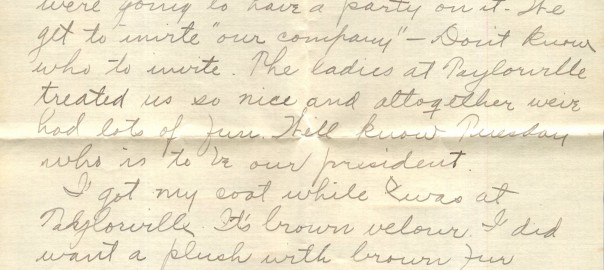 were going to have a party on it. We
get to invite "our company" - Don't know
who to invite. The ladies at Taylorville
treated us so nice and altogether we've
had lots of fun. We'll know Tuesday
who is to be our president.
I got my coat while I was at
Taylorville. It's brown velour. I did
want a plush with brown fur